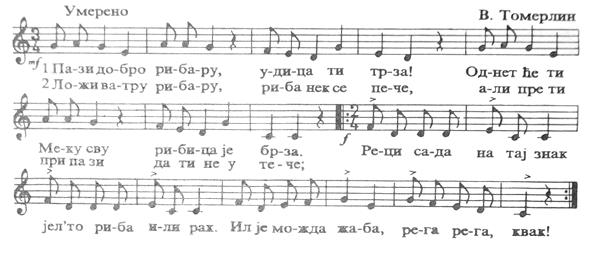 Умерено
В. Томерлин
3 4
mf
1 Па-зи до-бро ри-ба-ру, у-ди-ца ти тр-за! Од-нет ће ти
2 Ло-жи ва-тру ри-ба-ру, ри-ба нек се пе-че, а-ли пре ти
2 4
f
Ме-ку сву ри-би-ца је бр-за. Ре-ци са-да на тај знак
при па зи да ти не у те-че;
јел'то ри-ба и-ли рак. Ил је мо-жда жа-ба, ре-га ре-га, квак!